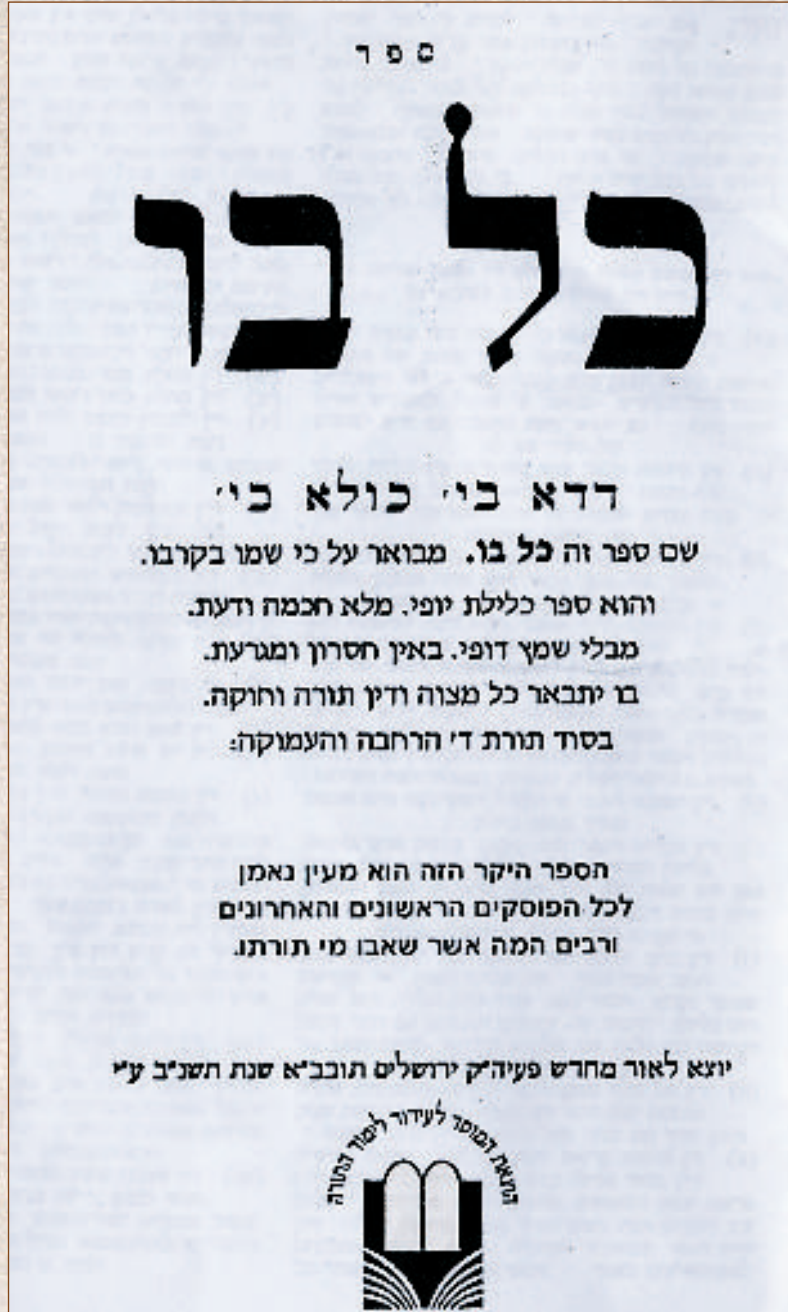 ספר
כל בו
דדא בי׳ כולא בי׳
שם ספר זה כל בו. מבואר על כי שמו בקרבו.
והוא ספר כלילת יופי. מלא חכמה ודעת.
מבלי שמץ דופי. באין חסרון ומגרעת.
בו יתבאר כל מצוה ודין תורה וחוקה.
בסוד תורת ד׳ הרחבה והעמוקה:
הספר היקר הזה הוא מעין נאמן
לכל הפוסקים הראשונים והאחרונים
ורבים המה אשר שאבו מי תורתו.
יוצא לאור מחדש פעיה״ק ירושלים תובב״א שנת תשנ״ב ע״י
הוצאת המוסד לעידוד לימוד התורה